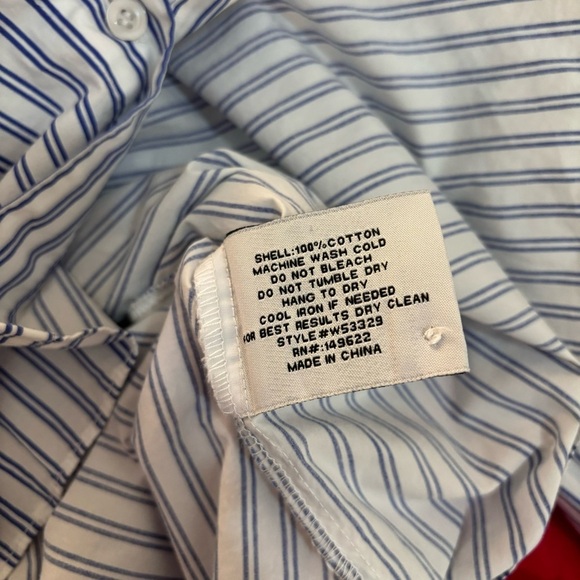 SHELL:100%COTTON
MACHINE WASH COLD
DO NOT BLEACH
DO NOT TUMBLE DRY
HANG TO DRY
COOL IRON IF NEEDED
FOR BEST RESULTS DRY CLEAN
STYLE#W53329
RN#:149622
MADE IN CHINA